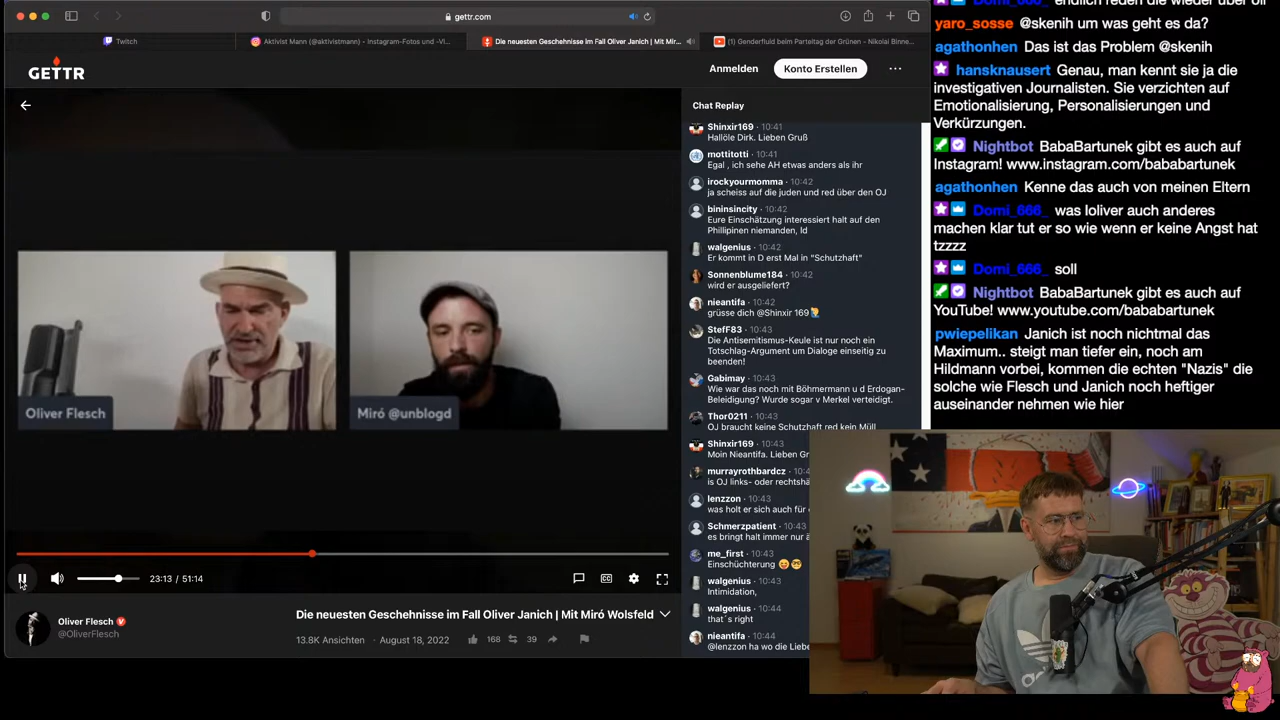 gettr.com
Twitch
Aktivist Mann (@aktivistmann) • Instagram-Fotos und -Vi...
Die neuesten Geschehnisse im Fall Oliver Janich | Mit Mir...
(1) Genderfluid beim Parteitag der Grünen - Nikolai Binne...
GETTR
Anmelden
Konto Erstellen
Chat Replay
Shinxir169 · 10:41
Hallöle Dirk. Lieben Gruß
mottitotti · 10:41
Egal , ich sehe AH etwas anders als ihr
irockyourmomma · 10:42
ja scheiss auf die juden und red über den OJ
bininsincity · 10:42
Eure Einschätzung interessiert halt auf den
Phillipinen niemanden, ld
walgenius · 10:42
Er kommt in D erst Mal in "Schutzhaft"
Sonnenblume184 · 10:42
wird er ausgeliefert?
nieantifa · 10:42
grüsse dich @Shinxir 169
StefF83 · 10:43
Die Antisemitismus-Keule ist nur noch ein
Totschlag-Argument um Dialoge einseitig zu
beenden!
Gabimay · 10:43
Wie war das noch mit Böhmermann u d Erdogan-
Beleidigung? Wurde sogar v Merkel verteidigt.
Thor0211 · 10:43
OJ braucht keine Schutzhaft red kein Müll
Shinxir169 · 10:43
Moin Nieantifa. Lieben Gr
murrayrothbardcz · 10:4
is OJ links- oder rechtshä
lenzzon · 10:43
was holt er sich auch für
Schmerzpatient · 10:43
es bringt halt immer nur ä
me_first · 10:43
Einschüchterung
walgenius · 10:43
Intimidation,
walgenius · 10:44
that´s right
nieantifa · 10:44
@lenzzon ha wo die Liebe
Oliver Flesch
Miró @unblogd
23:13 / 51:14
Oliver Flesch
@OliverFlesch
Die neuesten Geschehnisse im Fall Oliver Janich | Mit Miró Wolsfeld
13.8K Ansichten • August 18, 2022
168
39
yaro_sosse @skenih um was geht es da?
agathonhen Das ist das Problem @skenih
hansknausert Genau, man kennt sie ja die
investigativen Journalisten. Sie verzichten auf
Emotionalisierung, Personalisierungen und
Verkürzungen.
Nightbot BabaBartunek gibt es auch auf
Instagram! www.instagram.com/bababartunek
agathonhen Kenne das auch von meinen Eltern
Domi_666_ was loliver auch anderes
machen klar tut er so wie wenn er keine Angst hat
tzzzz
Domi_666_ soll
Nightbot BabaBartunek gibt es auch auf
YouTube! www.youtube.com/bababartunek
pwiepelikan Janich ist noch nichtmal das
Maximum.. steigt man tiefer ein, noch am
Hildmann vorbei, kommen die echten "Nazis" die
solche wie Flesch und Janich noch heftiger
auseinander nehmen wie hier